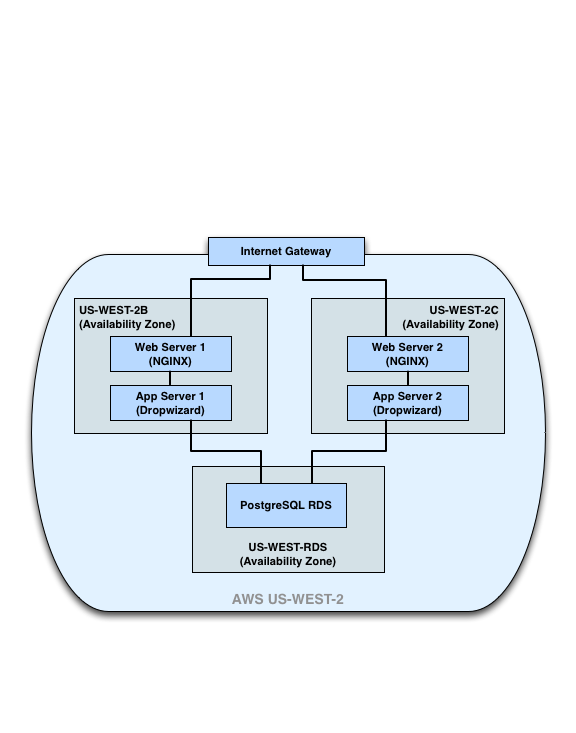 Internet Gateway
US-WEST-2B
(Availability Zone)
US-WEST-2C
(Availability Zone)
Web Server 1
(NGINX)
Web Server 2
(NGINX)
App Server 1
(Dropwizard)
App Server 2
(Dropwizard)
PostgreSQL RDS
US-WEST-RDS
(Availability Zone)
AWS US-WEST-2